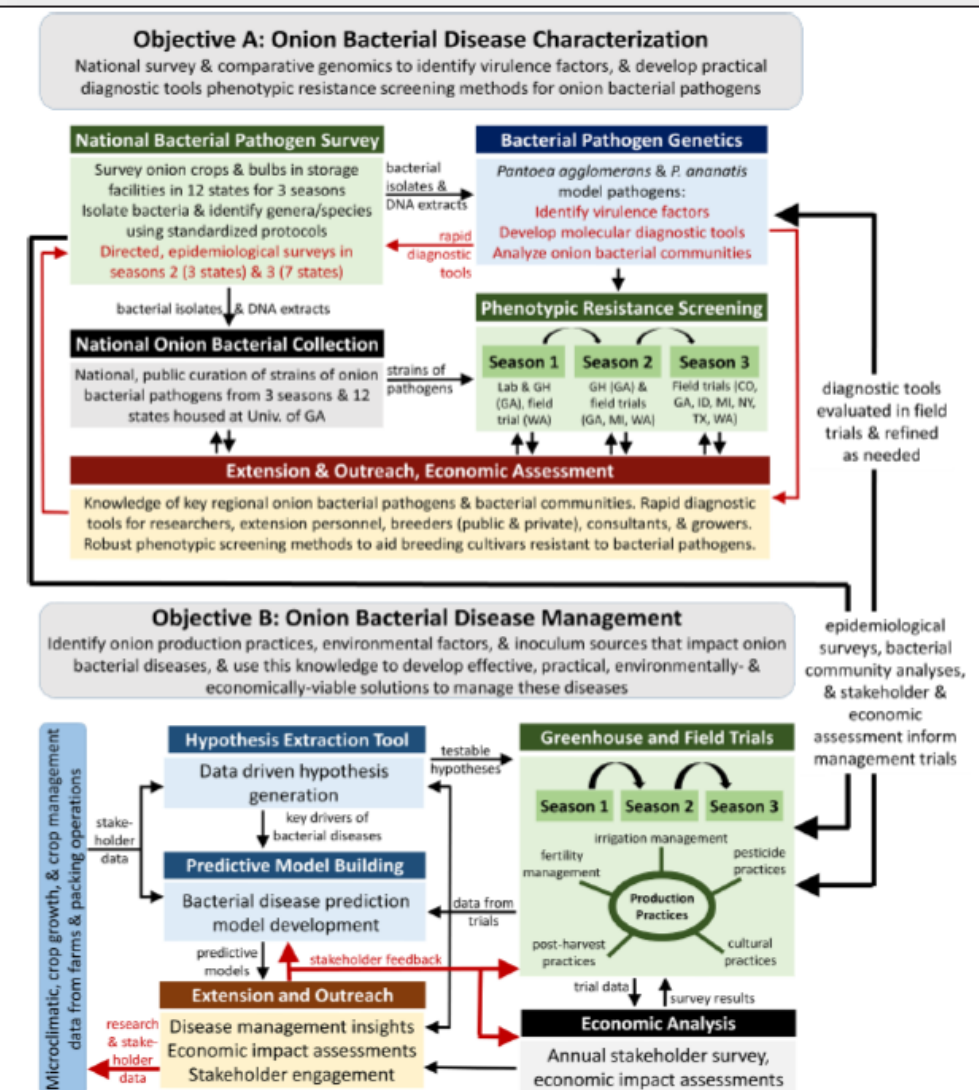 Objective A: Onion Bacterial Disease Characterization
National survey & comparative genomics to identify virulence factors, & develop practical
diagnostic tools phenotypic resistance screening methods for onion bacterial pathogens
National Bacterial Pathogen Survey
Survey onion crops & bulbs in storage
facilities in 12 states for 3 seasons
Isolate bacteria & identify genera/species
using standardized protocols
Directed, epidemiological surveys in
seasons 2 (3 states) & 3 (7 states)
bacterial
isolates &
DNA extracts
rapid
diagnostic
tools
Bacterial Pathogen Genetics
Pantoea agglomerans & P. ananatis
model pathogens:
Identify virulence factors
Develop molecular diagnostic tools
Analyze onion bacterial communities
bacterial isolates & DNA extracts
National Onion Bacterial Collection
National, public curation of strains of onion
bacterial pathogens from 3 seasons & 12
states housed at Univ. of GA
strains of
pathogens
Phenotypic Resistance Screening
Season 1
Lab & GH
(GA), field
trial (WA)
Season 2
GH (GA) &
field trials
(GA, MI, WA)
Season 3
Field trials (CO,
GA, ID, MI, NY,
TX, WA)
diagnostic tools
evaluated in field
trials & refined
as needed
Extension & Outreach, Economic Assessment
Knowledge of key regional onion bacterial pathogens & bacterial communities. Rapid diagnostic
tools for researchers, extension personnel, breeders (public & private), consultants, & growers.
Robust phenotypic screening methods to aid breeding cultivars resistant to bacterial pathogens.
Objective B: Onion Bacterial Disease Management
Identify onion production practices, environmental factors, & inoculum sources that impact onion
bacterial diseases, & use this knowledge to develop effective, practical, environmentally- &
economically-viable solutions to manage these diseases
epidemiological
surveys, bacterial
community analyses,
& stakeholder &
economic
assessment inform
management trials
Microclimatic, crop growth, & crop management
data from farms & packing operations
stake-
holder
data
Hypothesis Extraction Tool
Data driven hypothesis
generation
testable
hypotheses
key drivers of
bacterial diseases
Predictive Model Building
Bacterial disease prediction
model development
data from
trials
predictive
models
stakeholder feedback
Greenhouse and Field Trials
Season 1
Season 2
Season 3
irrigation management
fertility
management
pesticide
practices
Production
Practices
post-harvest
practices
cultural
practices
trial data
survey results
Extension and Outreach
Disease management insights
Economic impact assessments
Stakeholder engagement
research
& stake-
holder
data
Economic Analysis
Annual stakeholder survey,
economic impact assessments